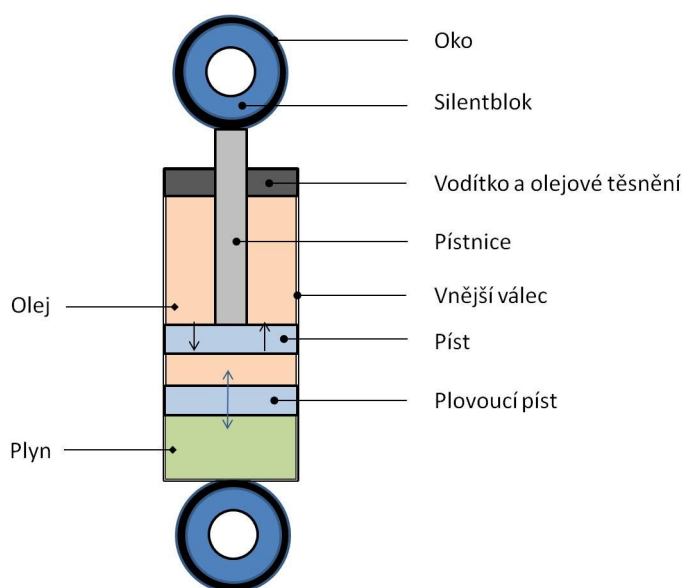 Oko
Silentblok
Vodítko a olejové těsnění
Pístnice
Vnější válec
Olej
Píst
Plovoucí píst
Plyn